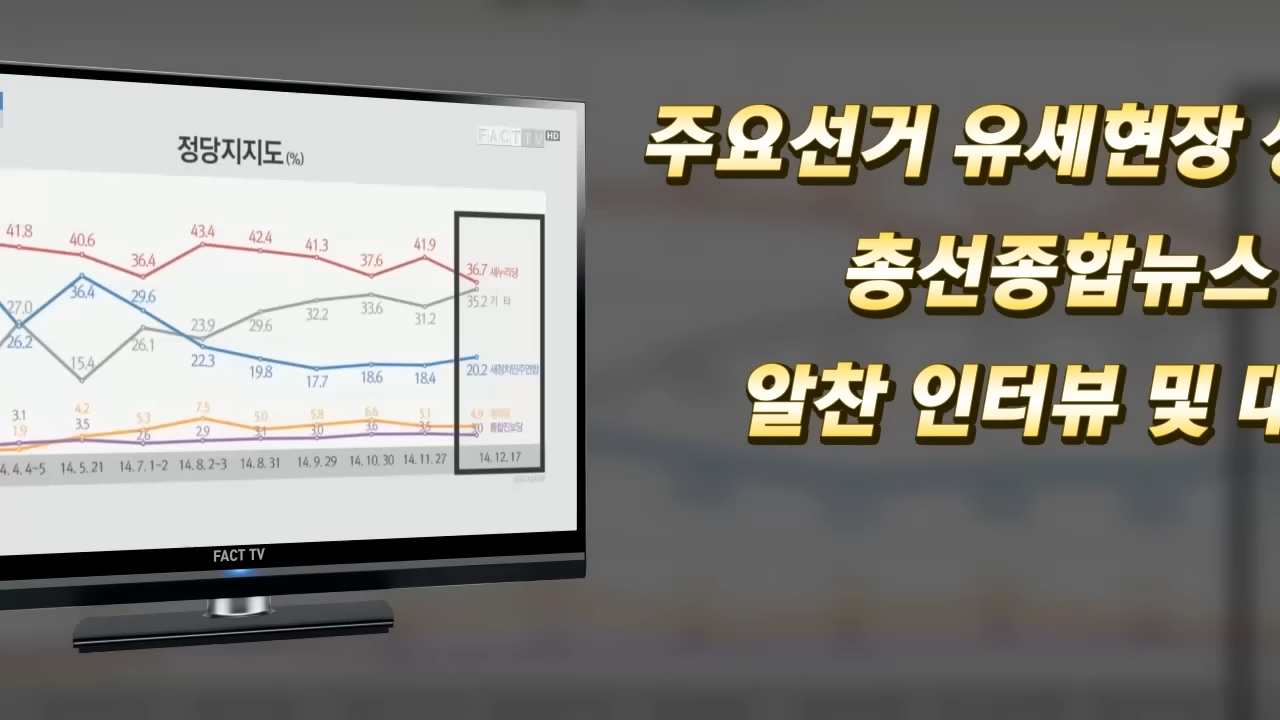 정당지지도(%)
FACT TV HD
41.8 40.6 36.4 43.4 42.4 41.3 37.6 41.9 36.7 새누리당
35.2 기 타
27.0 36.4 29.6 23.9 29.6 32.2 33.6 31.2
26.2 15.4 26.1 22.3 19.8 17.7 18.6 18.4 20.2 새정치민주연합
3.1 4.2 5.3 7.5 5.0 5.8 6.6 5.1 4.9 정의당
1.9 3.5 2.6 2.9 3.1 3.0 3.6 3.5 3.0 통합진보당
4. 4. 4~5 14. 5. 21 14. 7. 1~2 14. 8. 2~3 14. 8. 31 14. 9. 29 14. 10. 30 14. 11. 27 14. 12. 17
FACT TV
주요선거 유세현장
총선종합뉴스
알찬 인터뷰 및